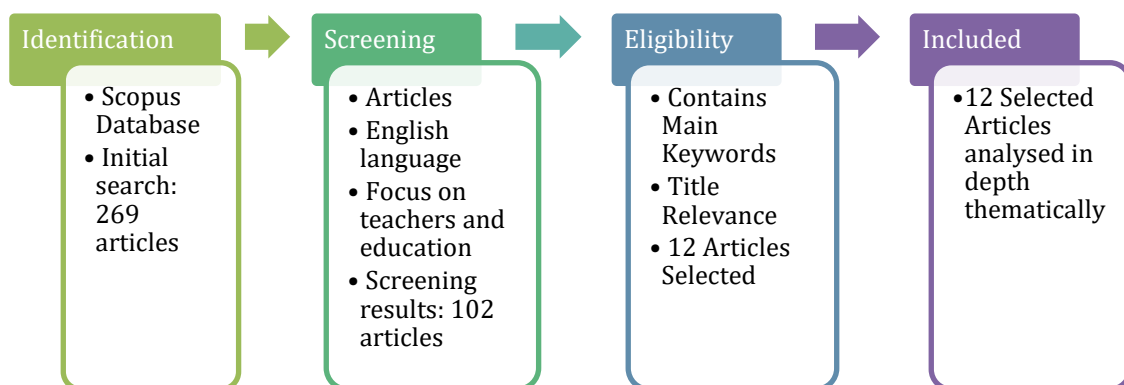 Identification
• Scopus
Database
• Initial
search:
269
articles
Screening
• Articles
• English
language
• Focus on
teachers and
education
• Screening
results: 102
articles
Eligibility
• Contains
Main
Keywords
• Title
Relevance
• 12 Articles
Selected
Included
•12 Selected
Articles
analysed in
depth
thematically